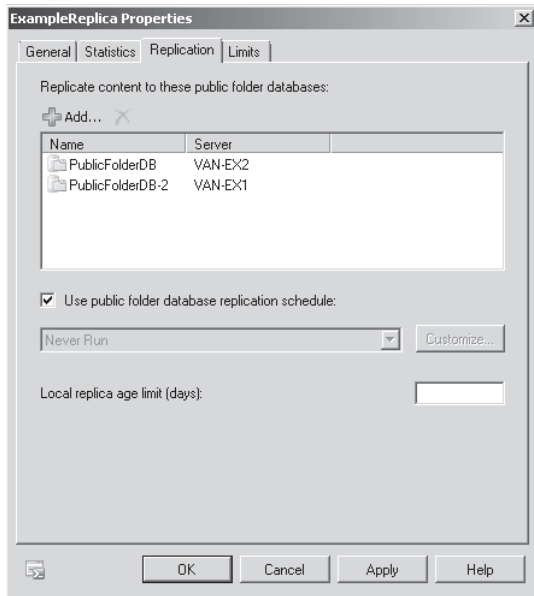 ExampleReplica Properties
General Statistics Replication Limits
Replicate content to these public folder databases:
Add...
Name Server
PublicFolderDB VAN-EX2
PublicFolderDB-2 VAN-EX1
Use public folder database replication schedule:
Never Run Customize...
Local replica age limit (days):
OK Cancel Apply Help